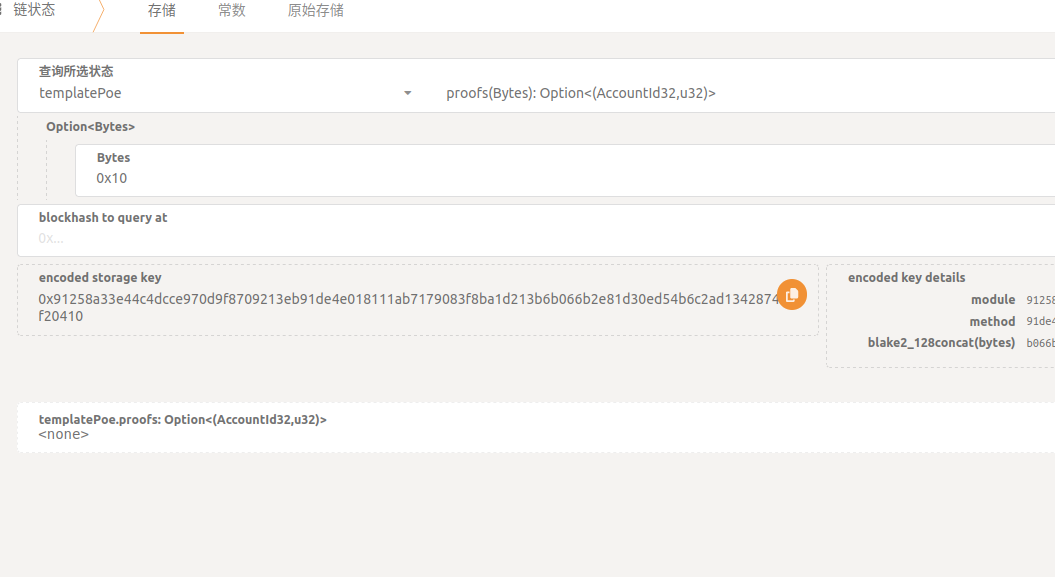 链状态
存储 常数 原始存储
查询所选状态
templatePoe proofs(Bytes): Option<(AccountId32,u32)>
Option<Bytes>
Bytes
0x10
blockhash to query at
0x...
encoded storage key
0x91258a33e44c4dcce970d9f8709213eb91de4e018111ab7179083f8ba1d213b6b066b2e81d30ed54b6c2ad1342874
f20410
encoded key details
module 91258
method 91de4
blake2_128concat(bytes) b066b
templatePoe.proofs: Option<(AccountId32,u32)>
<none>